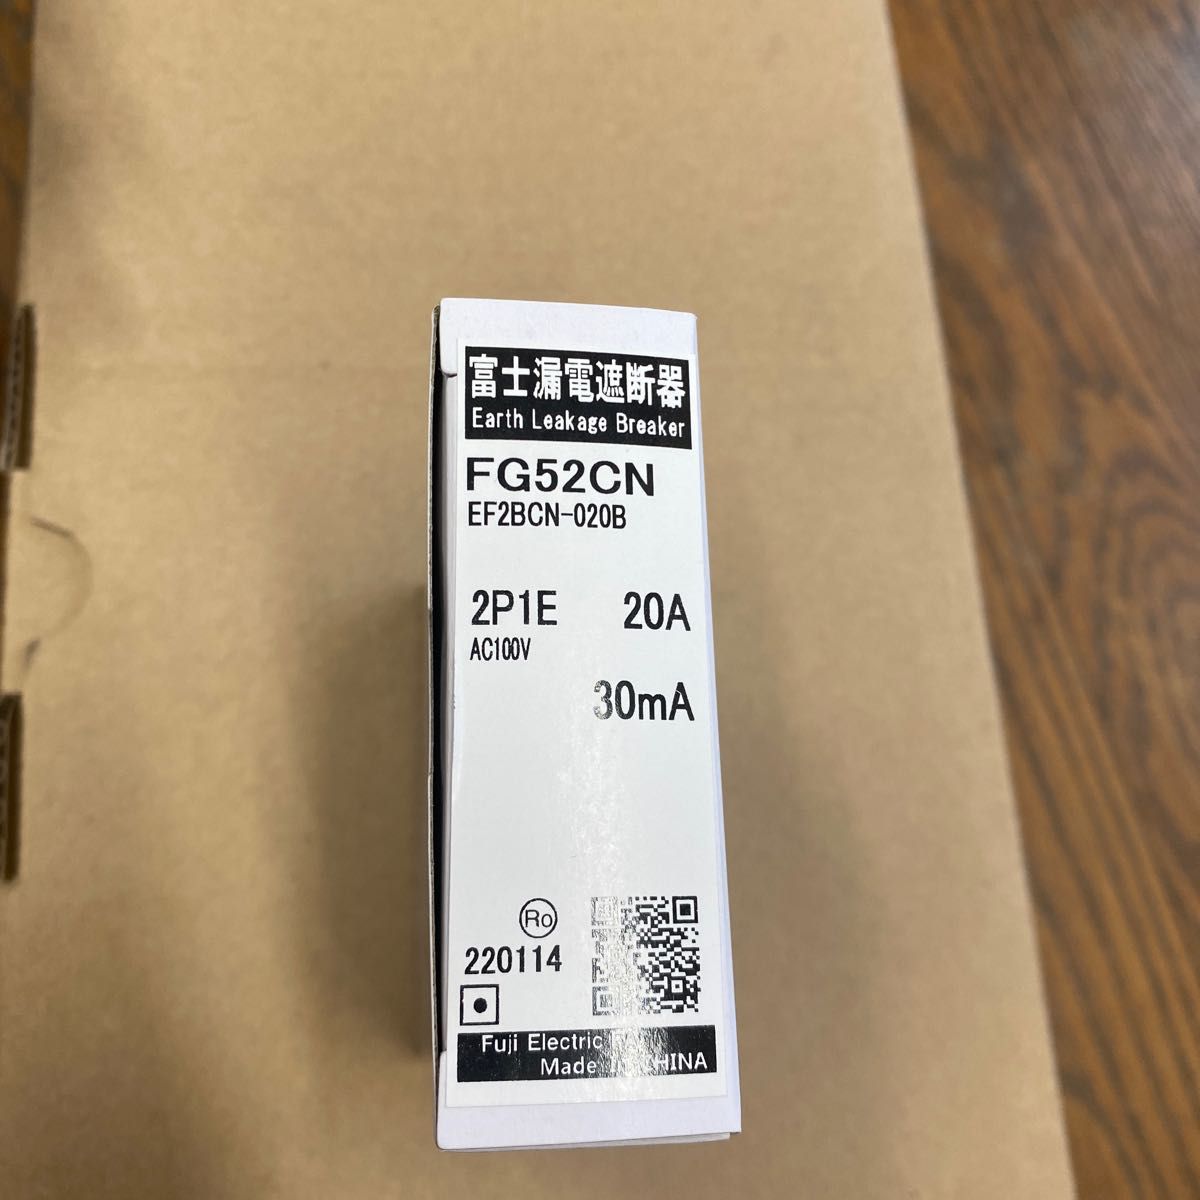 富士漏電遮断器
Earth Leakage Breaker
FG52CN
EF2BCN-020B
2P1E 20A
AC100V
30mA
Ro
220114
Fuji Electric
Made CHINA